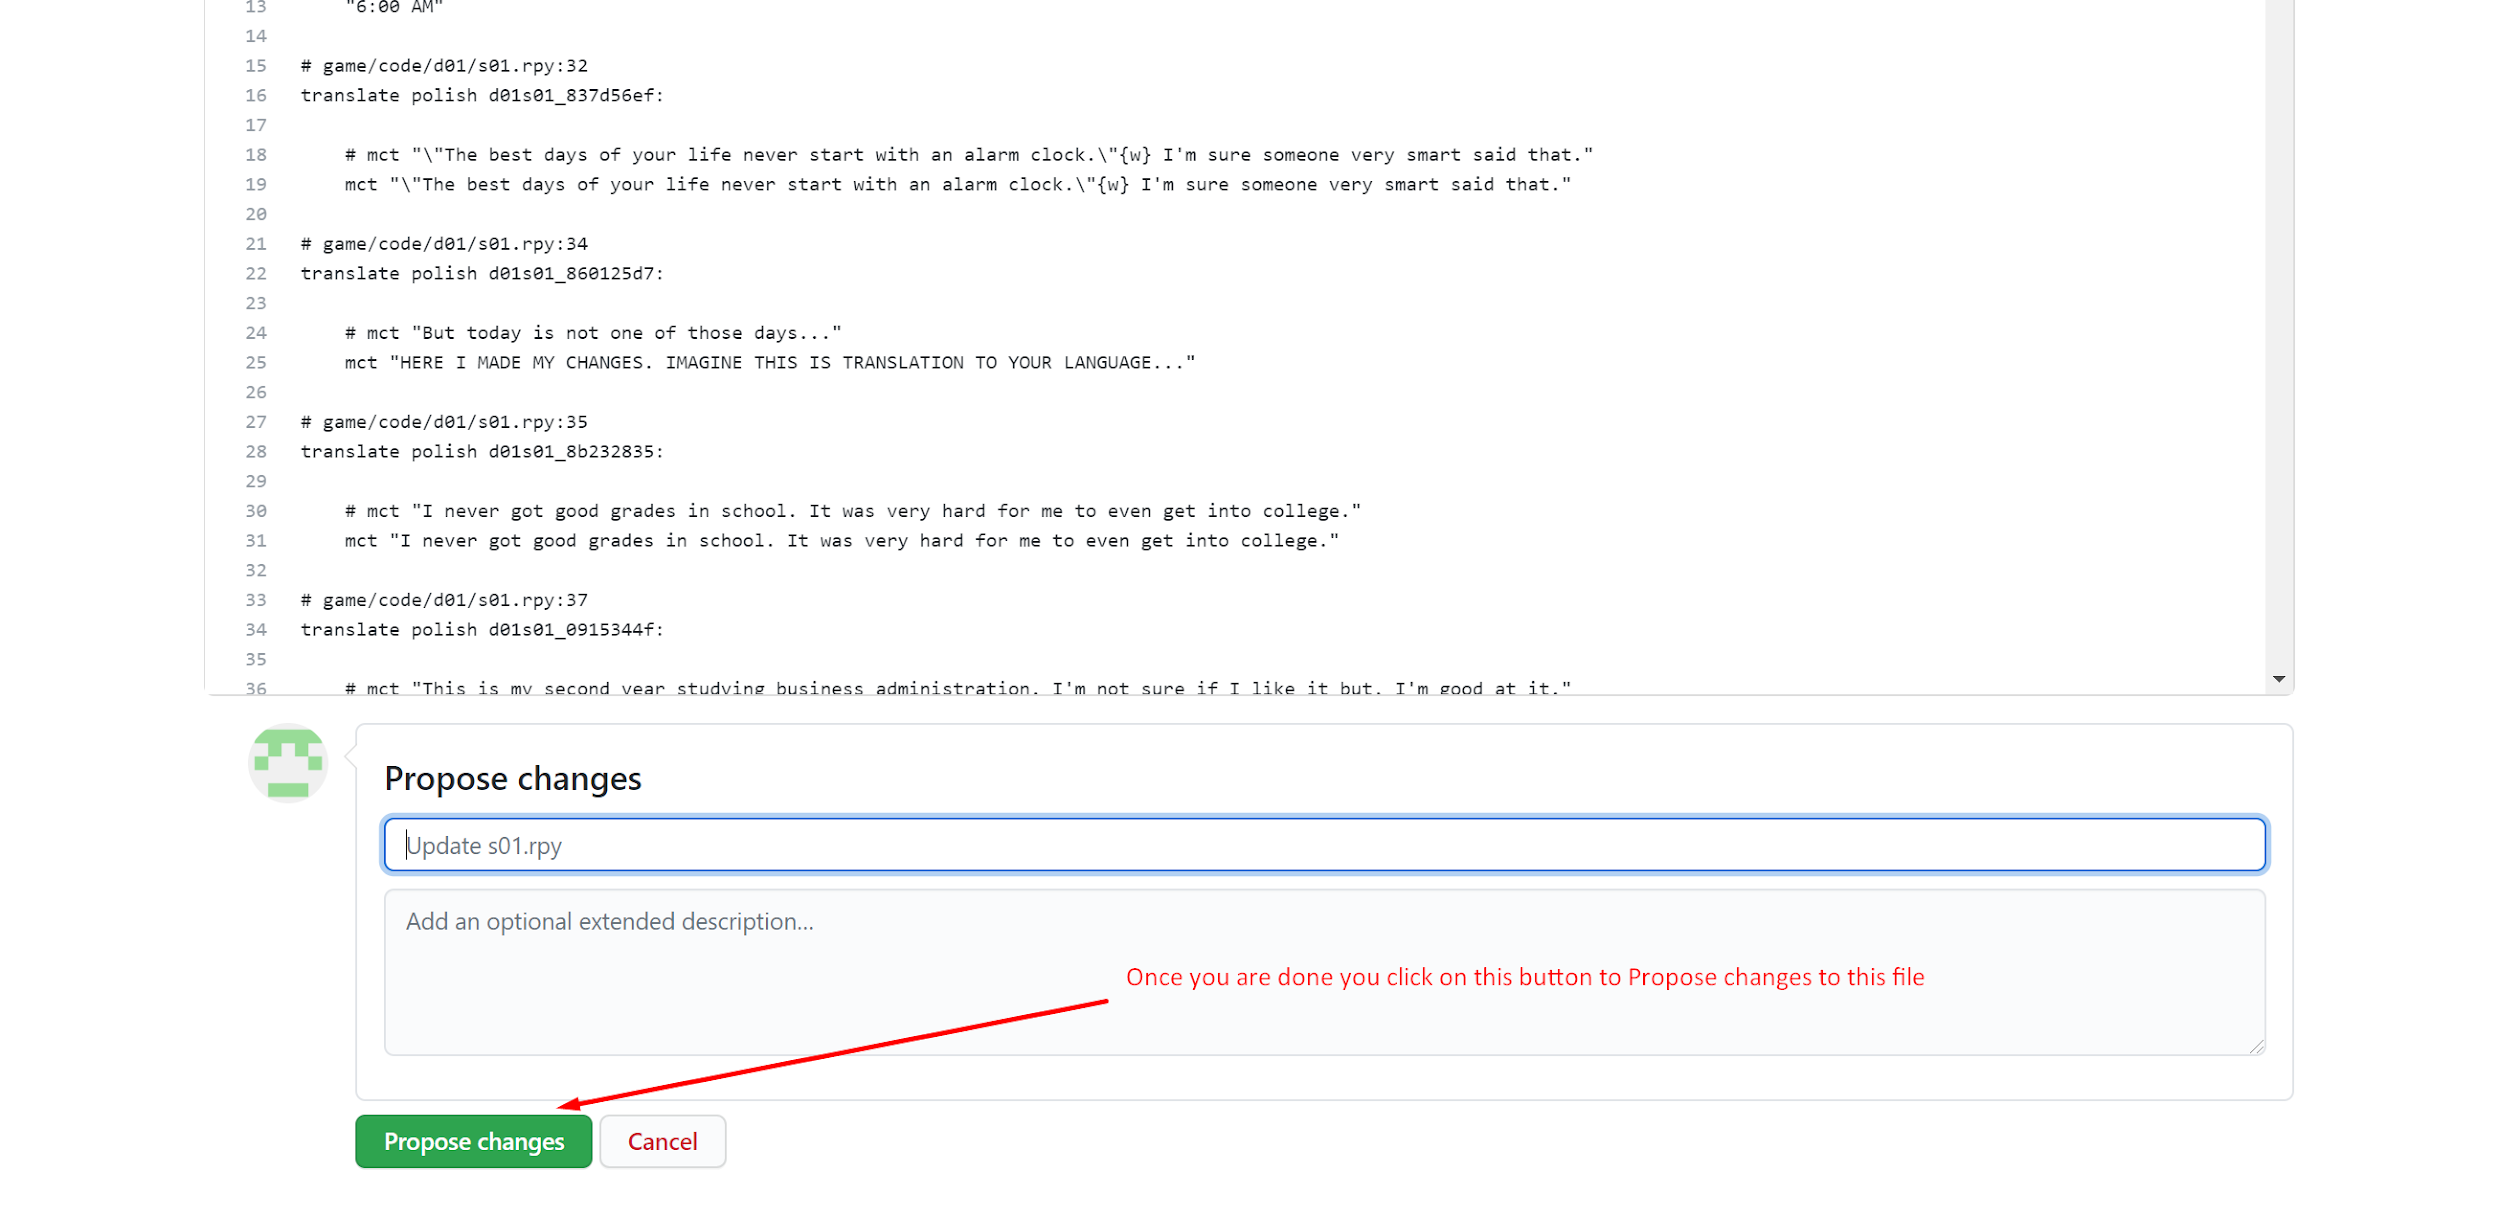 13 "6:00 AM"
14
15 # game/code/d01/s01.rpy:32
16 translate polish d01s01_837d56ef:
17
18 # mct "\"The best days of your life never start with an alarm clock.\"{w} I'm sure someone very smart said that."
19 mct "\"The best days of your life never start with an alarm clock.\"{w} I'm sure someone very smart said that."
20
21 # game/code/d01/s01.rpy:34
22 translate polish d01s01_860125d7:
23
24 # mct "But today is not one of those days..."
25 mct "HERE I MADE MY CHANGES. IMAGINE THIS IS TRANSLATION TO YOUR LANGUAGE..."
26
27 # game/code/d01/s01.rpy:35
28 translate polish d01s01_8b232835:
29
30 # mct "I never got good grades in school. It was very hard for me to even get into college."
31 mct "I never got good grades in school. It was very hard for me to even get into college."
32
33 # game/code/d01/s01.rpy:37
34 translate polish d01s01_0915344f:
35
36 # mct "This is my second year studying business administration. I'm not sure if I like it but, I'm good at it."
Propose changes
Update s01.rpy
Add an optional extended description...
Once you are done you click on this button to Propose changes to this file
Propose changes Cancel